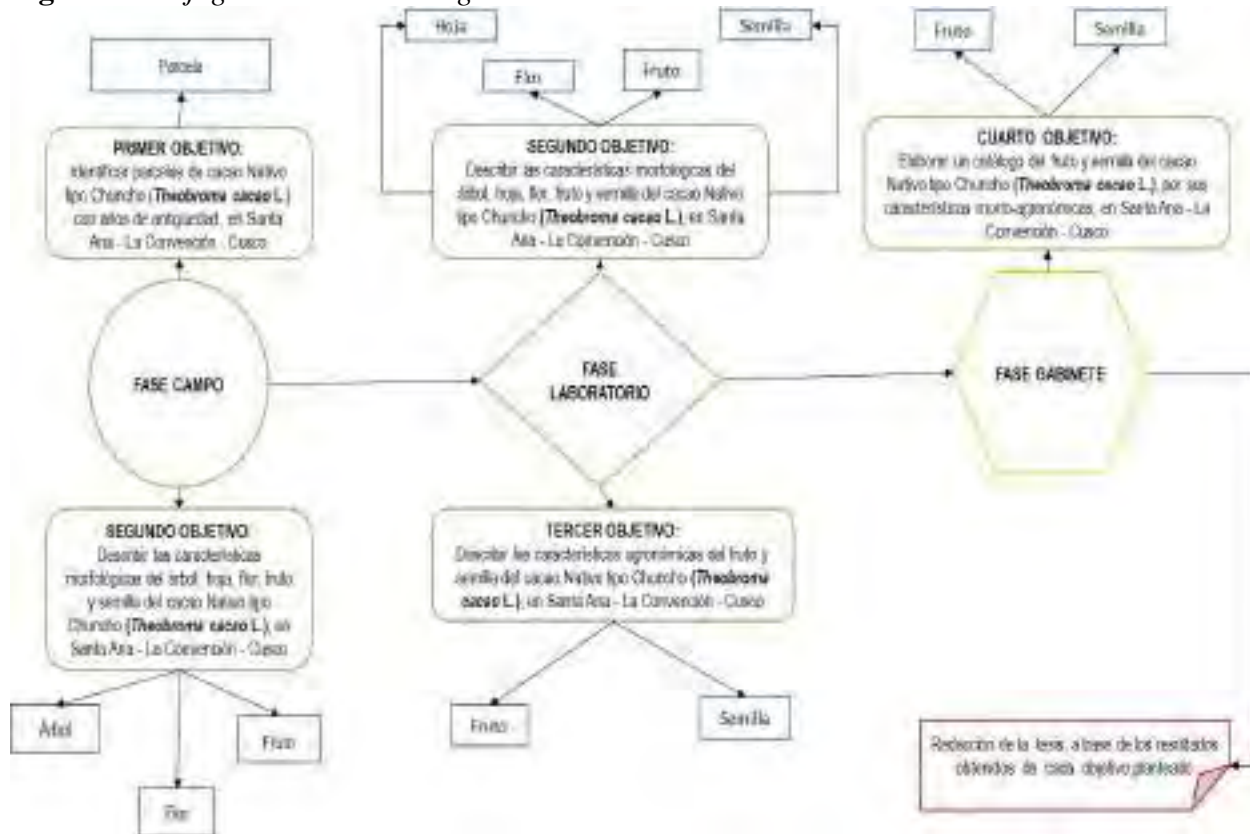 Hoja
Semilla
Fruto
Semilla
Parcela
Flor
Fruto
PRIMER OBJETIVO:
Identificar parcelas de cacao Nativo
tipo Chuncho (Theobroma cacao L.)
con años de antigüedad, en Santa
Ana - La Convención - Cusco
SEGUNDO OBJETIVO:
Describir las características morfológicas del
árbol, hoja, flor, fruto y semilla del cacao Nativo
tipo Chuncho (Theobroma cacao L.), en Santa
Ana - La Convención - Cusco
CUARTO OBJETIVO:
Elaborar un catálogo del fruto y semilla del cacao
Nativo tipo Chuncho (Theobroma cacao L.), por sus
características morfo-agronómicas, en Santa Ana - La
Convención - Cusco
FASE CAMPO
FASE
LABORATORIO
FASE GABINETE
SEGUNDO OBJETIVO:
Describir las características
morfológicas del árbol, hoja, flor, fruto
y semilla del cacao Nativo tipo
Chuncho (Theobroma cacao L.), en
Santa Ana - La Convención - Cusco
TERCER OBJETIVO:
Describir las características agronómicas del fruto y
semilla del cacao Nativo tipo Chuncho (Theobroma
cacao L.), en Santa Ana - La Convención - Cusco
Árbol
Flor
Fruto
Fruto
Semilla
Redacción de la tesis, a base de los resultados
obtenidos de cada objetivo planteado